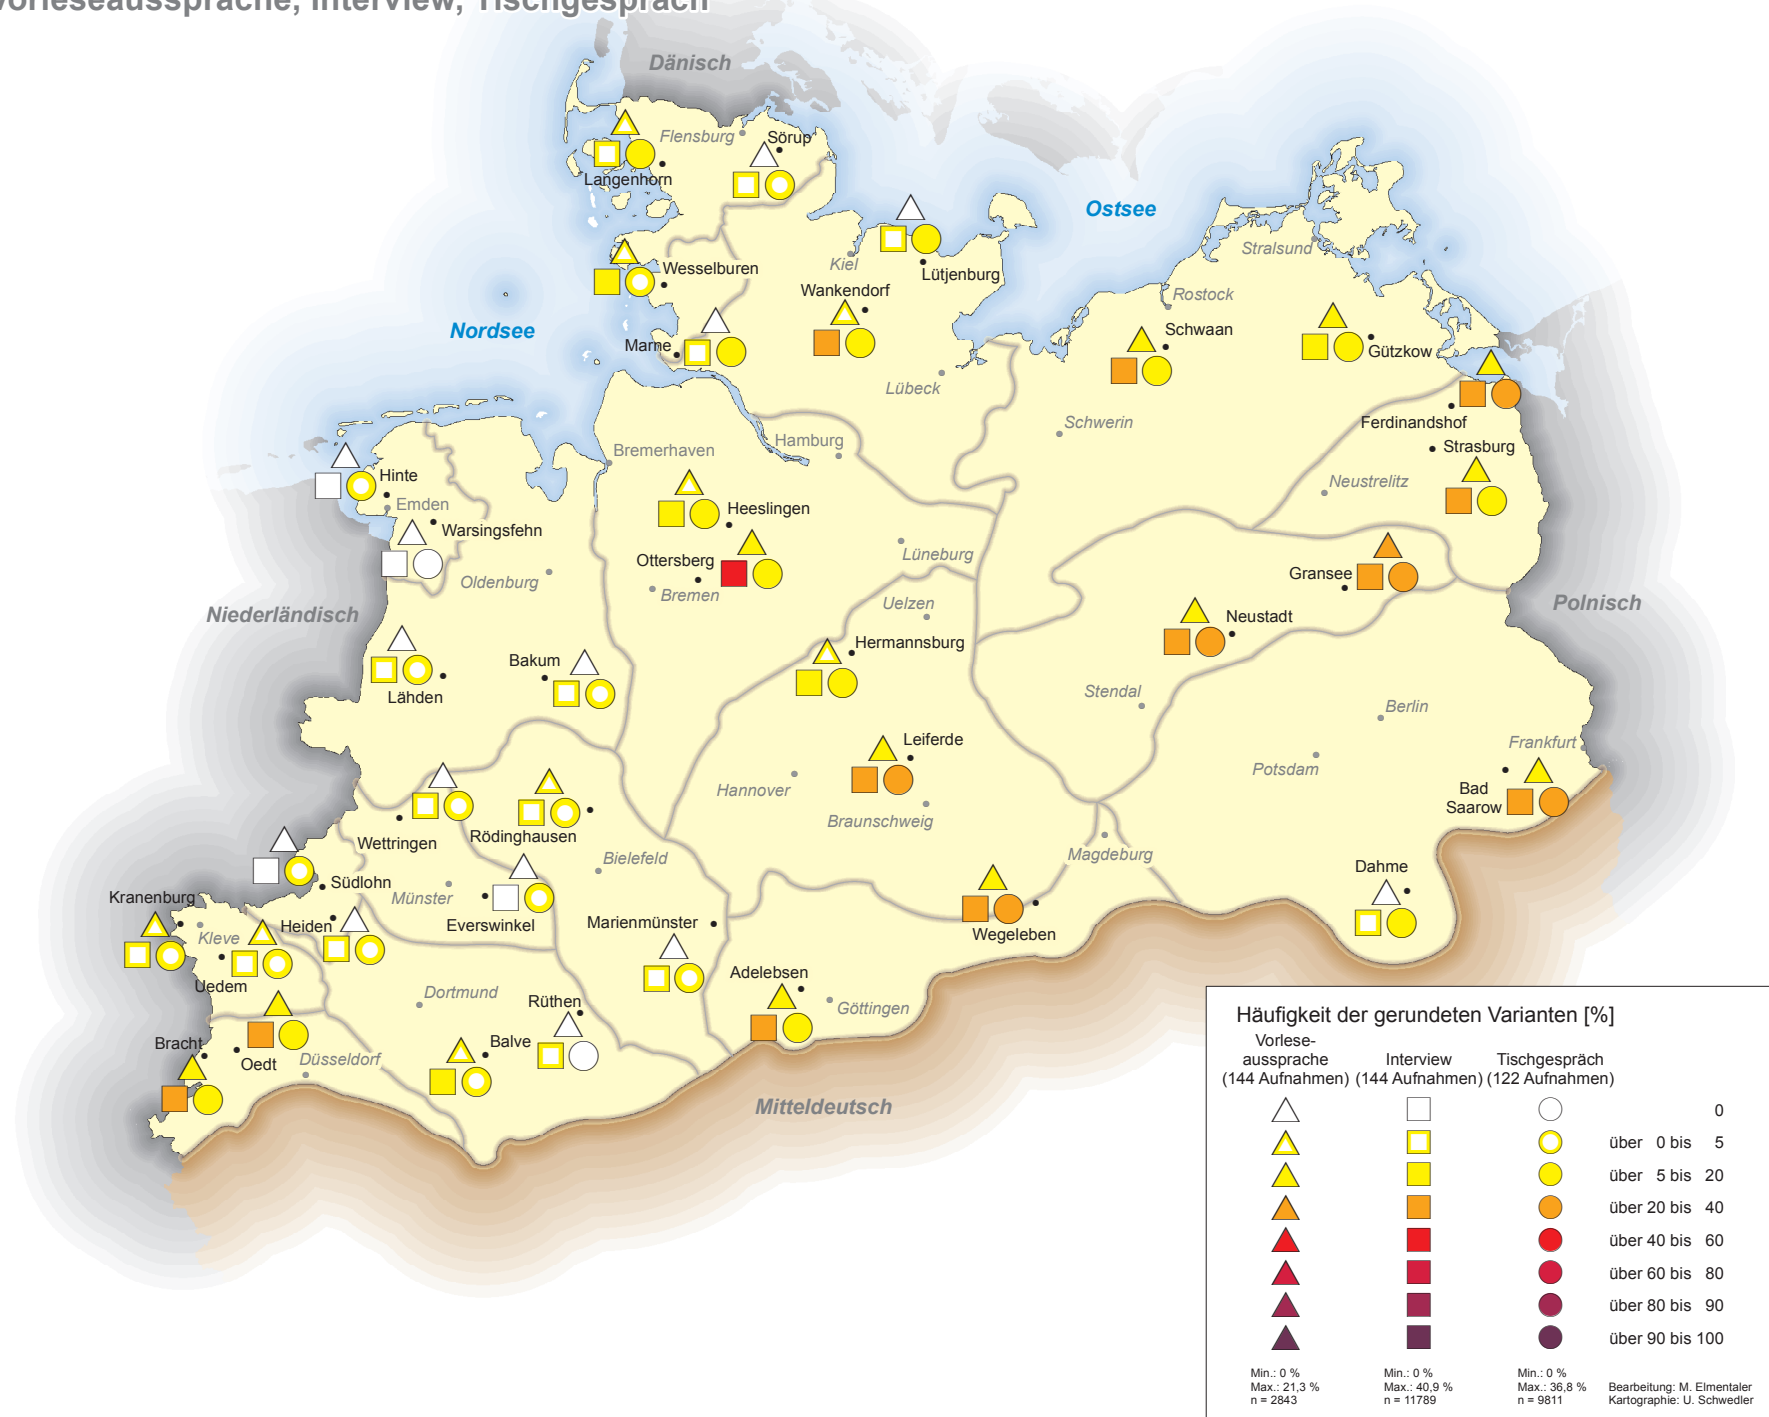 Vorleseaussprache, Interview, Tischgespräch
Dänisch
Flensburg
Sörup
Langenhorn
Ostsee
Stralsund
Wesselburen
Kiel
Lütjenburg
Wankendorf
Rostock
Nordsee
Schwaan
Marne
Gützkow
Lübeck
Ferdinandshof
Schwerin
Hamburg
Bremerhaven
Strasburg
Hinte
Neustrelitz
Emden
Heeslingen
Warsingsfehn
Lüneburg
Ottersberg
Gransee
Oldenburg
Bremen
Uelzen
Niederländisch
Polnisch
Neustadt
Hermannsburg
Bakum
Lähden
Stendal
Berlin
Leiferde
Frankfurt
Potsdam
Hannover
Bad
Saarow
Braunschweig
Rödinghausen
Wettringen
Bielefeld
Magdeburg
Dahme
Südlohn
Kranenburg
Münster
Heiden
Everswinkel
Marienmünster
Kleve
Wegeleben
Adelebsen
Uedem
Dortmund
Rüthen
Göttingen
Bracht
Balve
Oedt
Düsseldorf
Mitteldeutsch
Häufigkeit der gerundeten Varianten [%]
Vorlese-
aussprache Interview Tischgespräch
(144 Aufnahmen) (144 Aufnahmen) (122 Aufnahmen)
0
über 0 bis 5
über 5 bis 20
über 20 bis 40
über 40 bis 60
über 60 bis 80
über 80 bis 90
über 90 bis 100
Min.: 0 % Min.: 0 % Min.: 0 %
Max.: 21,3 % Max.: 40,9 % Max.: 36,8 % Bearbeitung: M. Elmentaler
n = 2843 n = 11789 n = 9811 Kartographie: U. Schwedler